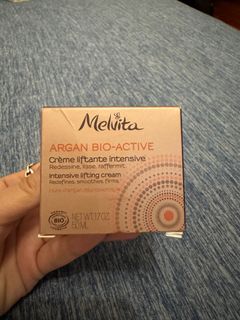 Melvita
ARGAN BIO-ACTIVE
Crème liftante intensive
Redessine, lisse, raffermit.
Intensive lifting cream
Redefines, smoothes, firms.
BIO
NET WT. 1.7 OZ.
50 ML